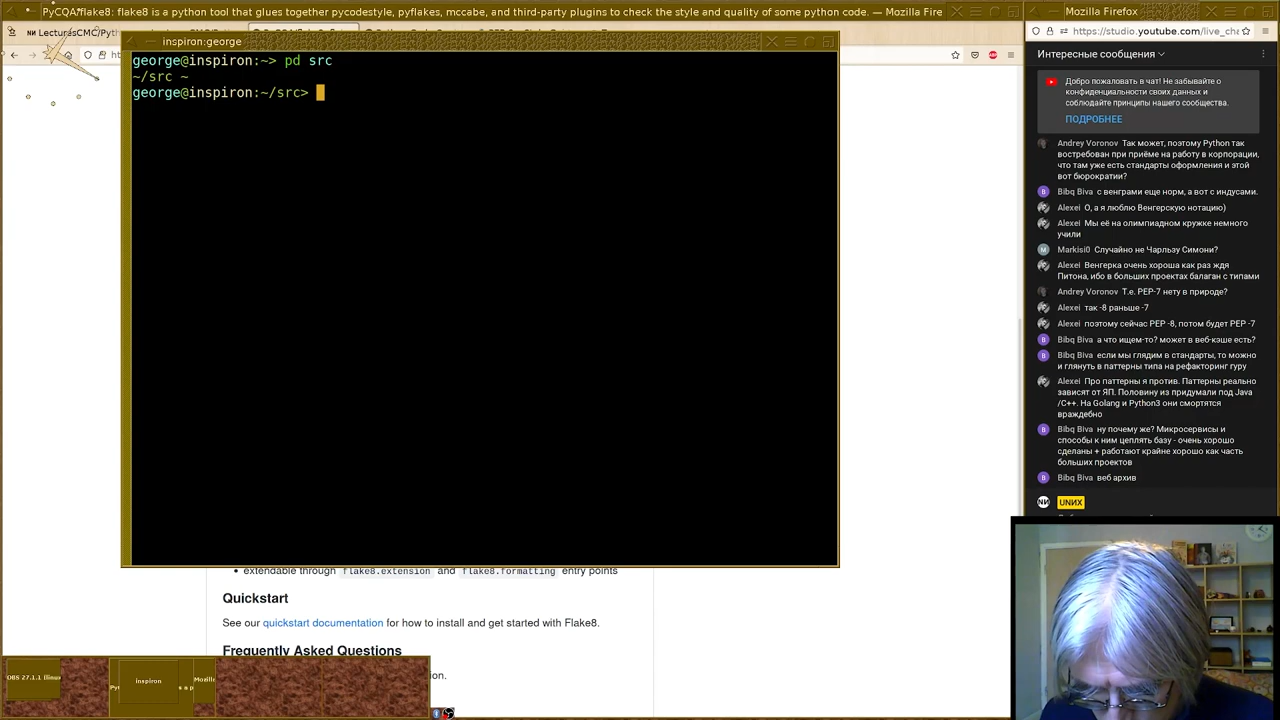 PyCQA/flake8: flake8 is a python tool that glues together pycodestyle, pyflakes, mccabe, and third-party plugins to check the style and quality of some python code. — Mozilla Fire
Mozilla Firefox
LecturesCMC/Pyth
inspiron:george
https://studio.youtube.com/live_cha
george@inspiron:~> pd src
~/src ~
george@inspiron:~/src>
extendable through flake8.extension and flake8.formatting entry points
Quickstart
See our quickstart documentation for how to install and get started with Flake8.
Frequently Asked Questions
ion.
Интересные сообщения
Добро пожаловать в чат! Не забывайте о
конфиденциальности своих данных и
соблюдайте принципы нашего сообщества.
ПОДРОБНЕЕ
Andrey Voronov Так может, поэтому Python так
востребован при приёме на работу в корпорации,
что там уже есть стандарты оформления и этой
вот бюрократии?
Bibq Biva с венграми еще норм, а вот с индусами.
Alexei О, а я люблю Венгерскую нотацию)
Alexei Мы её на олимпиадном кружке немного
учили
Markisi0 Случайно не Чарльзу Симони?
Alexei Венгерка очень хороша как раз ждя
Питона, ибо в больших проектах балаган с типами
Andrey Voronov Т.е. PEP-7 нету в природе?
Alexei так -8 раньше -7
Alexei поэтому сейчас PEP -8, потом будет PEP -7
Bibq Biva а что ищем-то? может в веб-кэше есть?
Bibq Biva если мы глядим в стандарты, то можно
и глянуть в паттерны типа на рефакторинг гуру
Alexei Про паттерны я против. Паттерны реально
зависят от ЯП. Половину из придумали под Java
/C++. На Golang и Python3 они смортятся
враждебно
Bibq Biva ну почему же? Микросервисы и
способы к ним цеплять базу - очень хорошо
сделаны + работают крайне хорошо как часть
больших проектов
Bibq Biva веб архив
UNИX
OBS 27.1.1 (linux
inspiron
Mozill